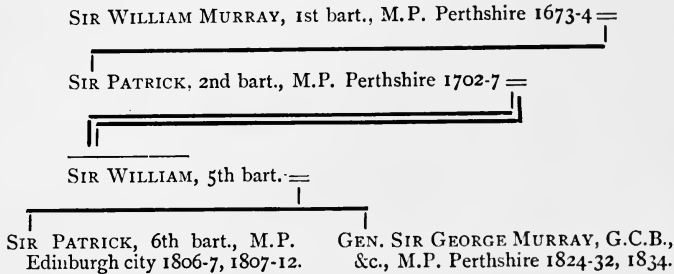 SIR WILLIAM MURRAY, 1st bart., M.P. Perthshire 1673-4 =
SIR PATRICK, 2nd bart., M.P. Perthshire 1702-7 =
SIR WILLIAM, 5th bart. =
SIR PATRICK, 6th bart., M.P.
Edinburgh city 1806-7, 1807-12.
GEN. SIR GEORGE MURRAY, G.C.B.,
&c., M.P. Perthshire 1824-32, 1834.